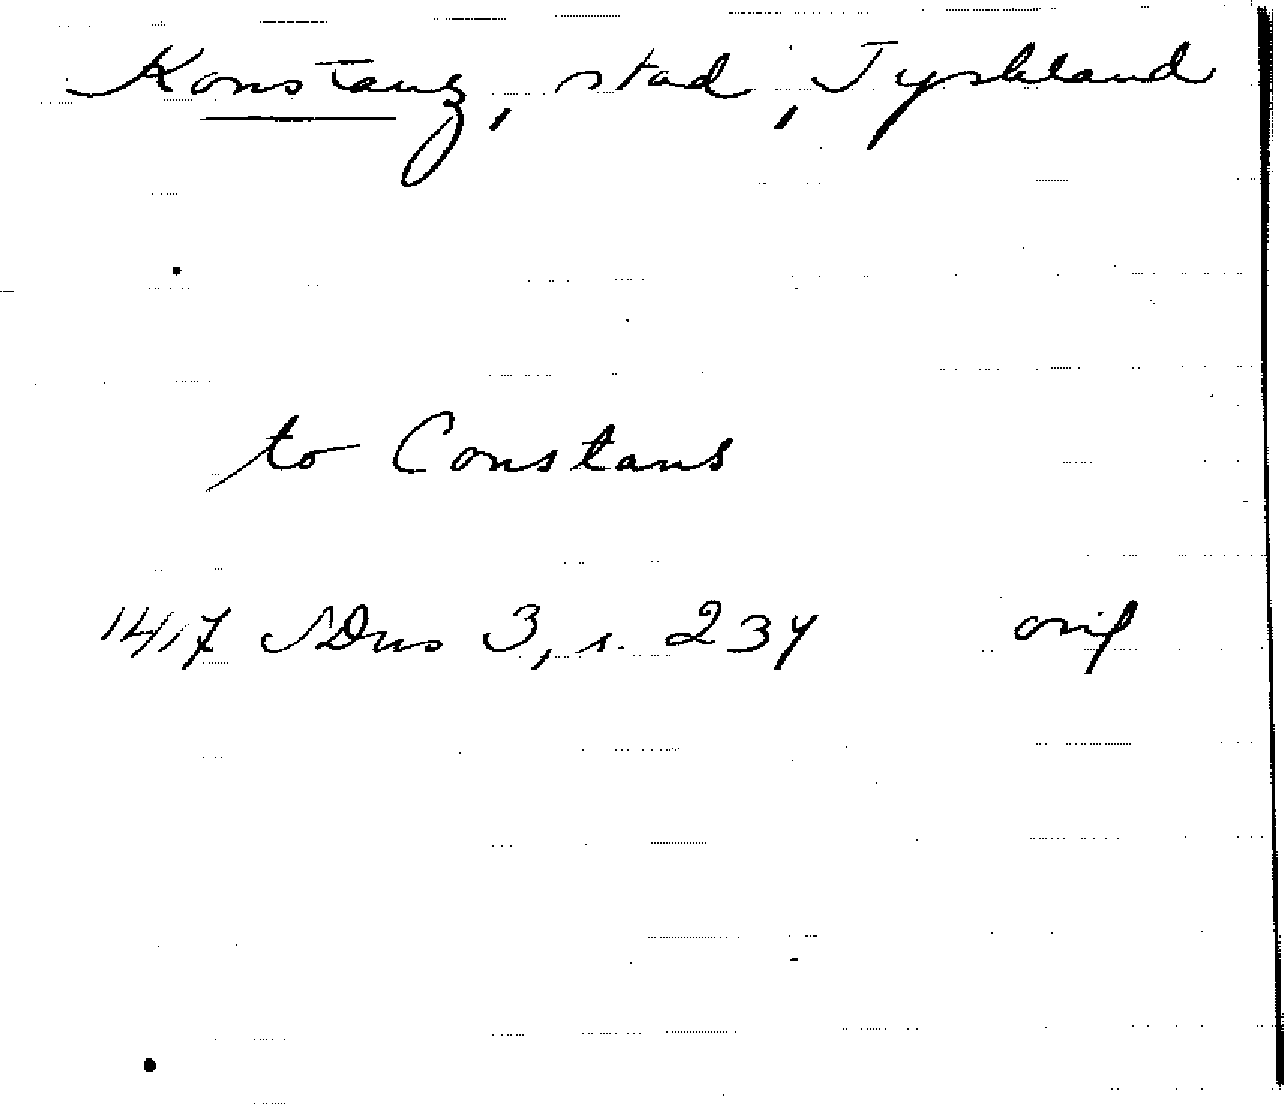 Konstanz, stad, Tyskland
to Constans
1417 SDns 3, s. 234 orig